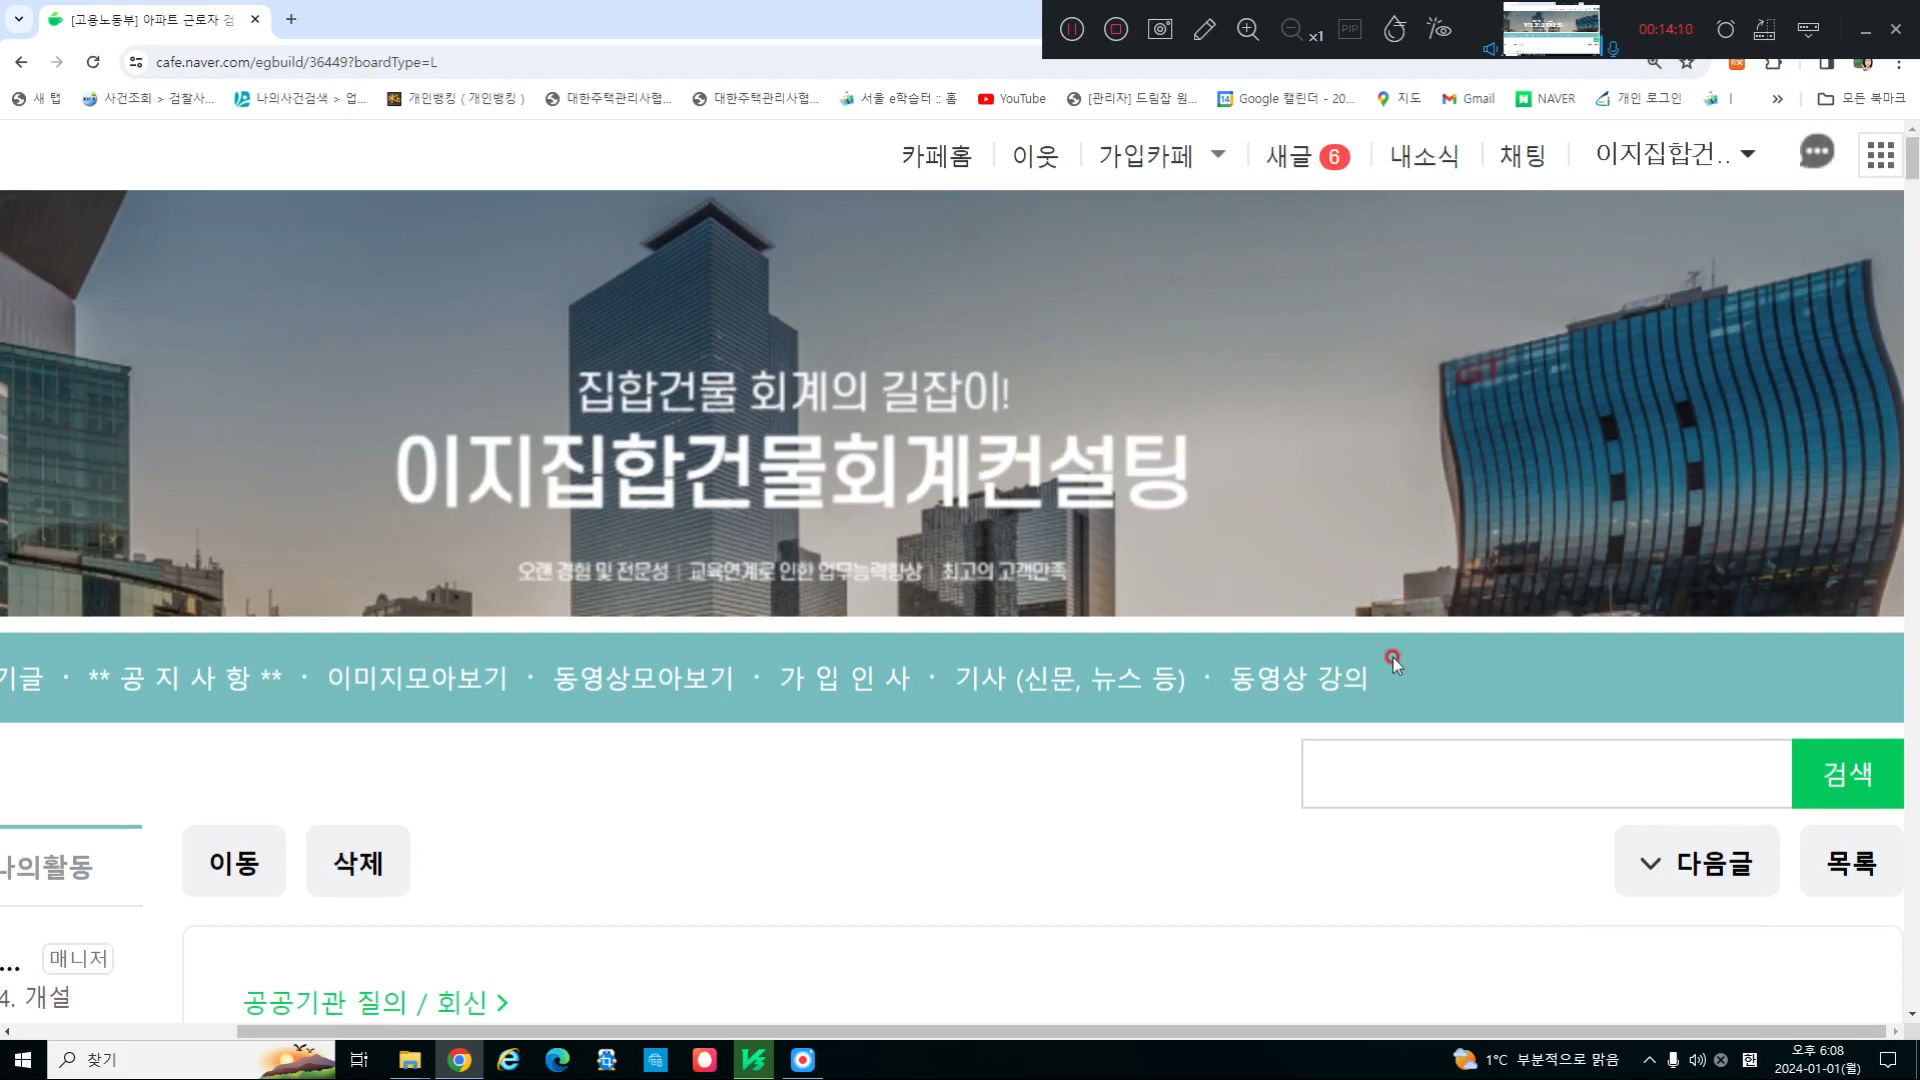 [고용노동부] 아파트 근로자 검
x1
PIP
00:14:10
cafe.naver.com/egbuild/36449?boardType=L
새 탭
사건조회 > 검찰사...
나의사건검색 > 업...
개인뱅킹 ( 개인뱅킹 )
대한주택관리사협...
대한주택관리사협...
서울 e학습터 :: 홈
YouTube
[관리자] 드림잡 원...
Google 캘린더 - 20...
지도
Gmail
NAVER
개인 로그인
모든 북마크
카페홈
이웃
가입카페
새글 6
내소식
채팅
이지집합건..
집합건물 회계의 길잡이!
이지집합건물회계컨설팅
오랜 경험 및 전문성 | 교육연계로 인한 업무능력향상 | 최고의 고객만족
GT
기글 · ** 공 지 사 항 ** · 이미지모아보기 · 동영상모아보기 · 가 입 인 사 · 기사 (신문, 뉴스 등) · 동영상 강의
검색
나의활동
이동
삭제
다음글
목록
... 매니저
4. 개설
공공기관 질의 / 회신 >
찾기
1°C 부분적으로 맑음
한
오후 6:08
2024-01-01(월)